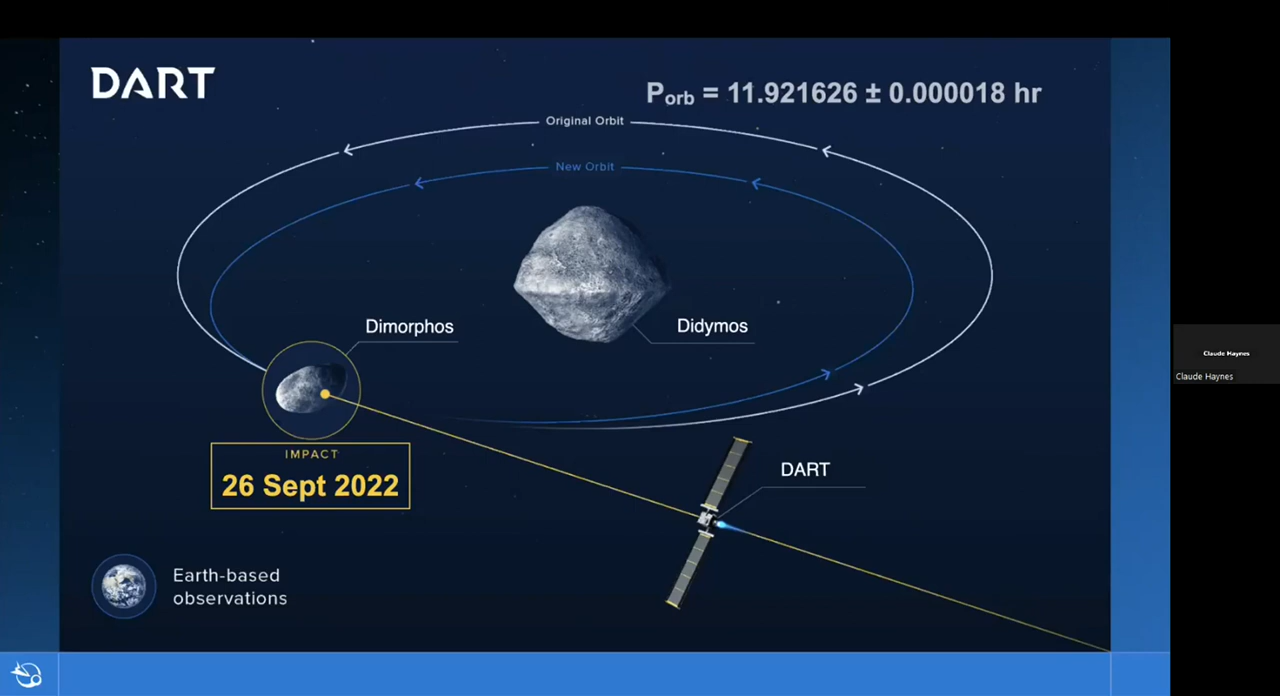 DART
Porb = 11.921626 ± 0.000018 hr
Original Orbit
New Orbit
Dimorphos
Didymos
IMPACT
26 Sept 2022
DART
Earth-based
observations
Claude Haynes
Claude Haynes